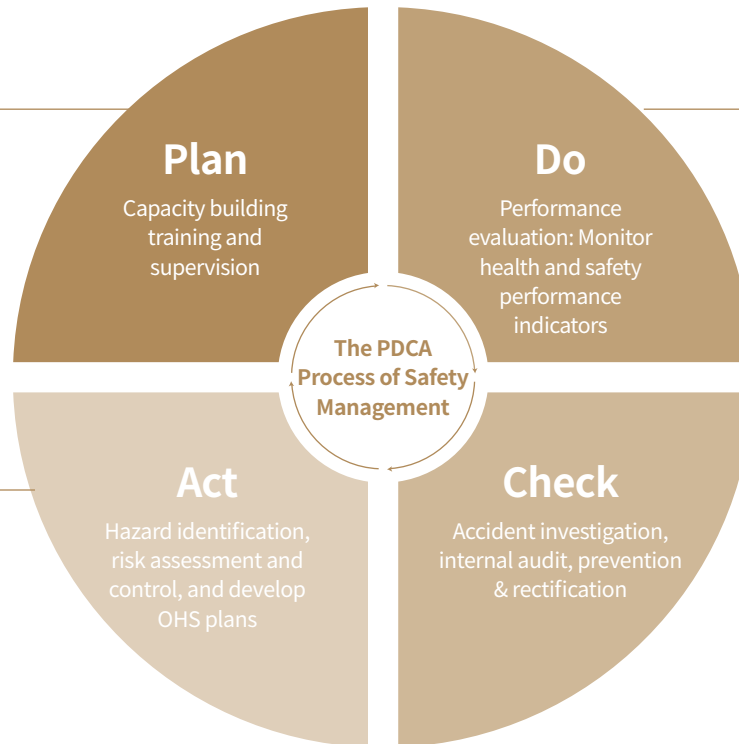 Plan
Capacity building
training and
supervision
Do
Performance
evaluation: Monitor
health and safety
performance
indicators
The PDCA
Process of Safety
Management
Act
Hazard identification,
risk assessment and
control, and develop
OHS plans
Check
Accident investigation,
internal audit, prevention
& rectification